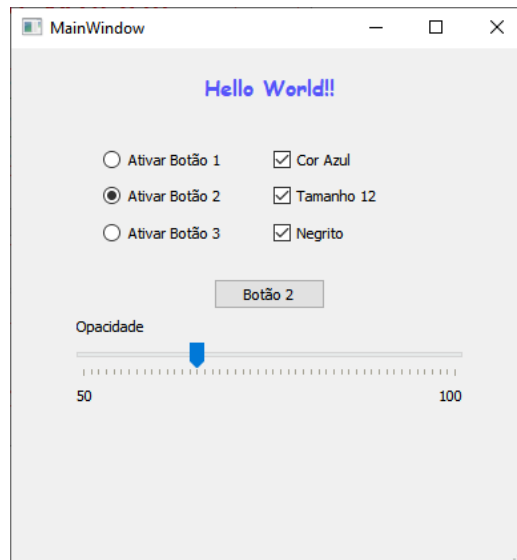 MainWindow
Hello World!!
Ativar Botão 1
Cor Azul
Ativar Botão 2
Tamanho 12
Ativar Botão 3
Negrito
Botão 2
Opacidade
50
100